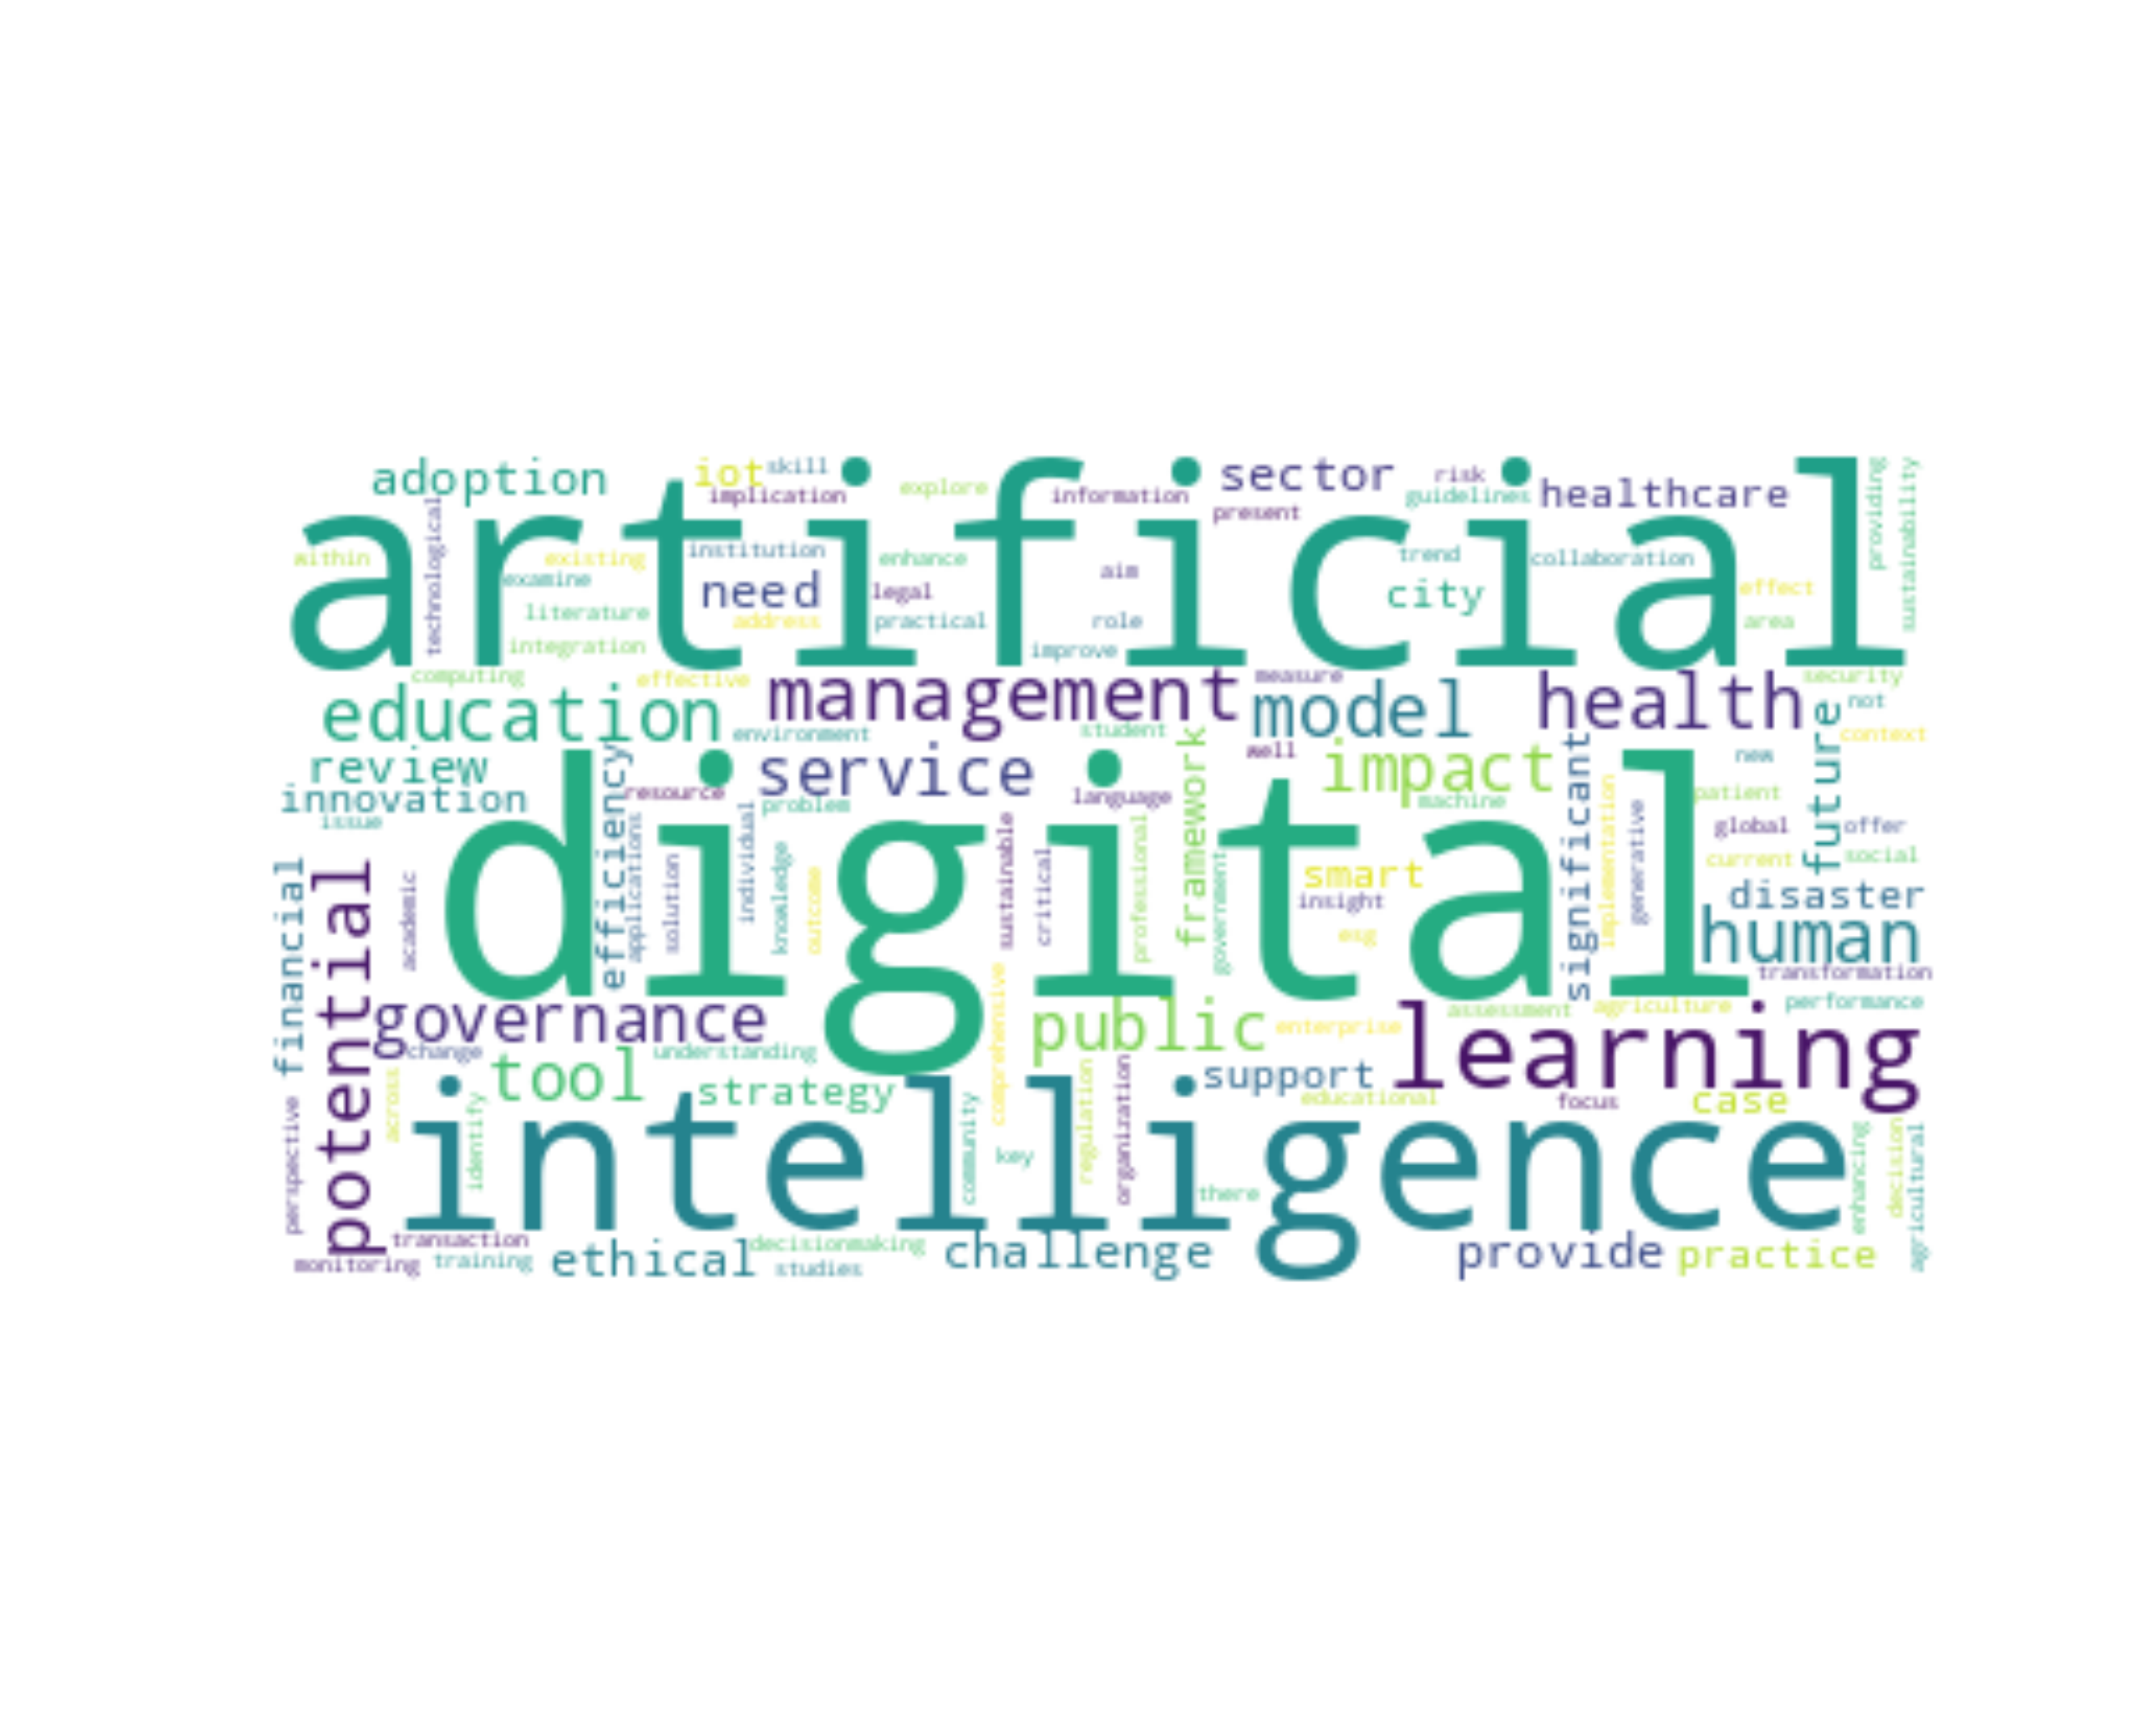 adoption
iot
skill
implication
explore
information
sector
present
risk
guidelines
healthcare
providing
sustainability
artificial
technological
within
existing
examine
literature
integration
institution
need
address
enhance
legal
practical
aim
role
improve
trend
city
collaboration
effect
area
computing
effective
education
management
environment
measure
model
student
health
security
not
future
context
review
innovation
issue
efficiency
resource
service
problem
language
framework
well
impact
machine
significant
new
patient
global
offer
current
social
digital
applications
solution
individual
knowledge
outcome
sustainable
critical
professional
government
smart
insight
esg
implementation
generative
disaster
human
transformation
performance
financial
potential
academic
governance
change
tool
understanding
strategy
comprehensive
public
enterprise
assessment
agriculture
learning
support
educational
focus
case
across
identify
perspective
intelligence
community
key
regulation
organization
there
enhancing
decision
agricultural
monitoring
transaction
training
ethical
decisionmaking
studies
challenge
provide
practice